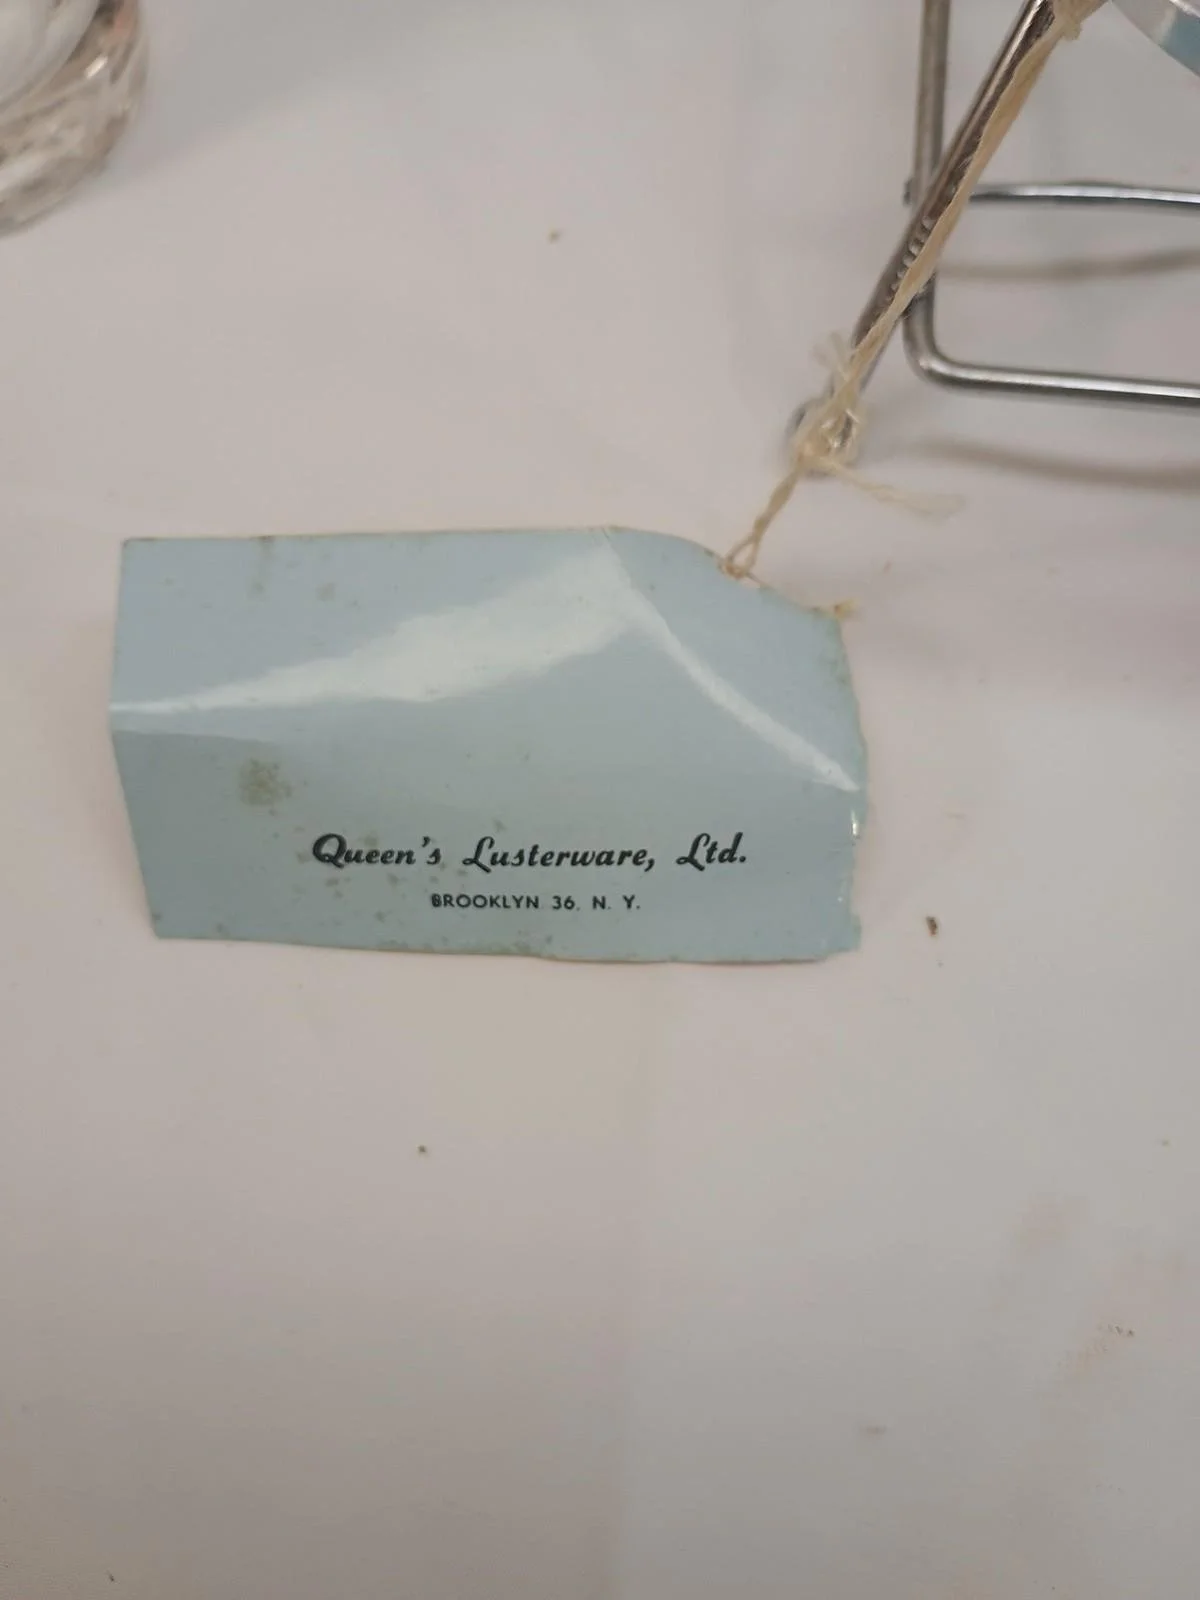 Queen's Lusterware, Ltd.
BROOKLYN 36, N. Y.